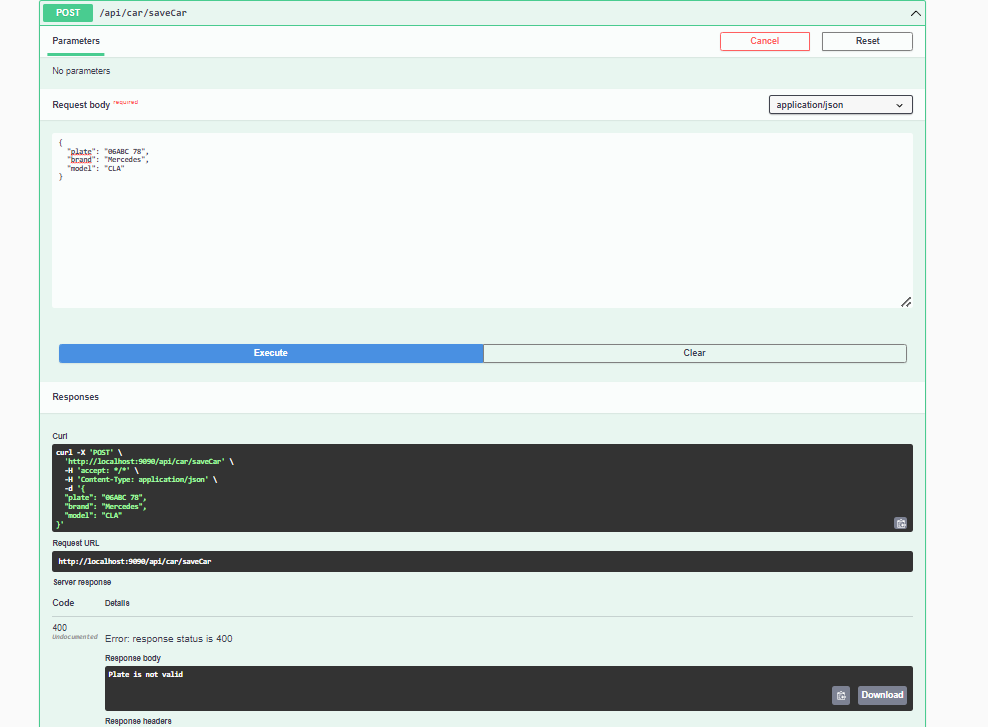 POST /api/car/saveCar
Parameters
Cancel
Reset
No parameters
Request body required
application/json
{
"plate": "06ABC 78",
"brand": "Mercedes",
"model": "CLA"
}
Execute
Clear
Responses
Curl
curl -X 'POST' \
'http://localhost:9090/api/car/saveCar' \
-H 'accept: */*' \
-H 'Content-Type: application/json' \
-d '{
"plate": "06ABC 78",
"brand": "Mercedes",
"model": "CLA"
}'
Request URL
http://localhost:9090/api/car/saveCar
Server response
Code Details
400
Undocumented
Error: response status is 400
Response body
Plate is not valid
Download
Response headers